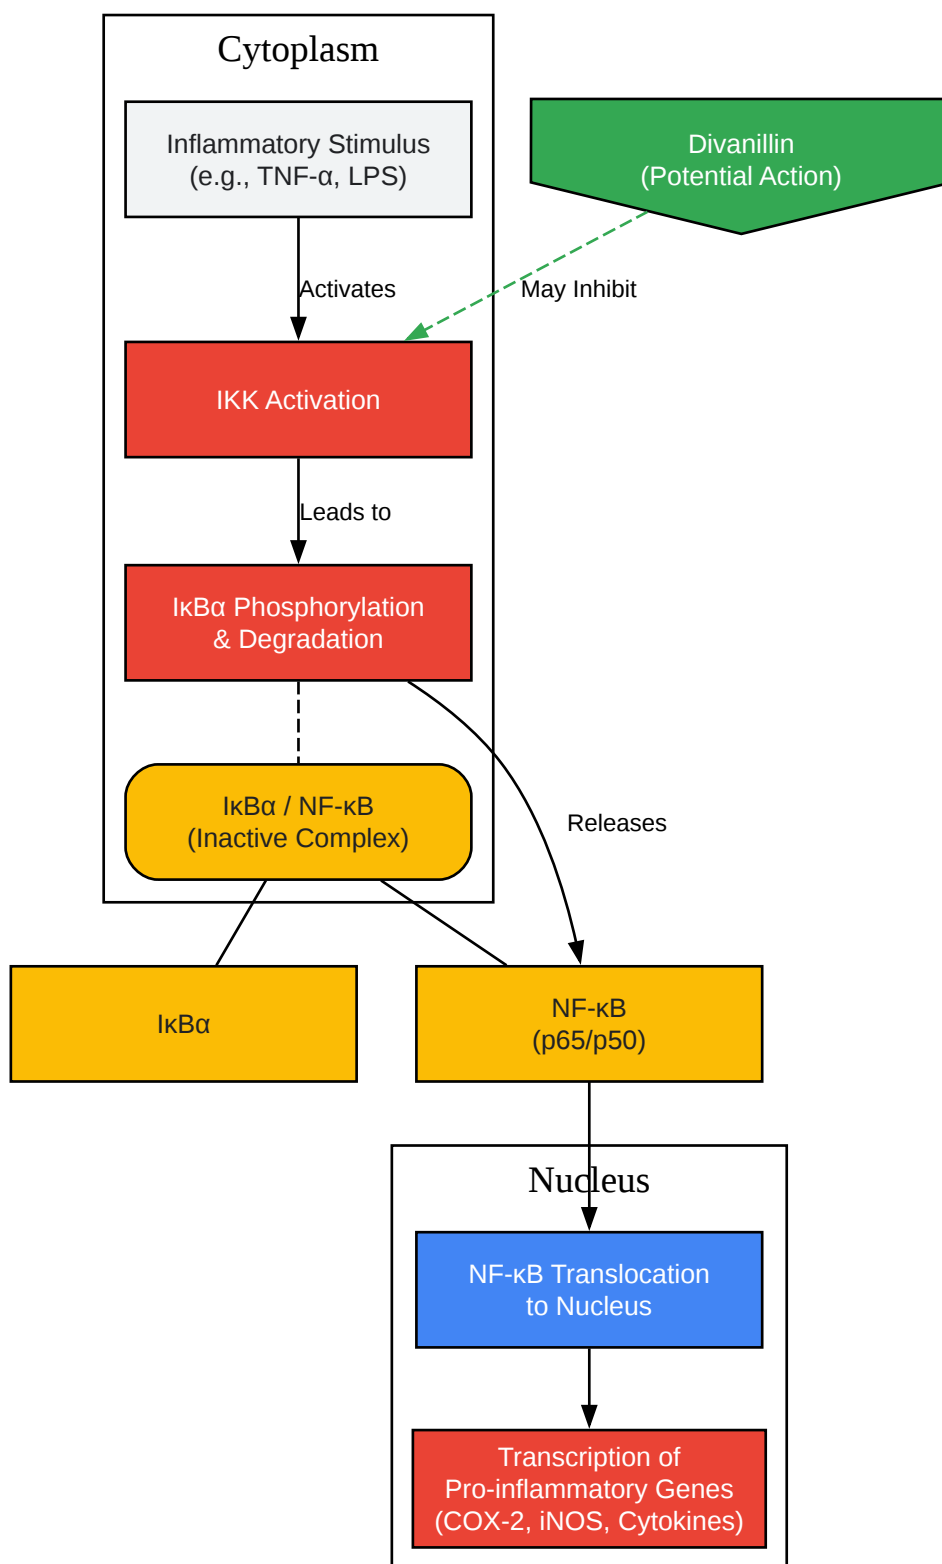 Cytoplasm
Inflammatory Stimulus
(e.g., TNF-α, LPS)
Divanillin
(Potential Action)
Activates
May Inhibit
IKK Activation
Leads to
IκBα Phosphorylation
& Degradation
IκBα / NF-κB
(Inactive Complex)
Releases
IκBα
NF-κB
(p65/p50)
Nucleus
NF-κB Translocation
to Nucleus
Transcription of
Pro-inflammatory Genes
(COX-2, iNOS, Cytokines)